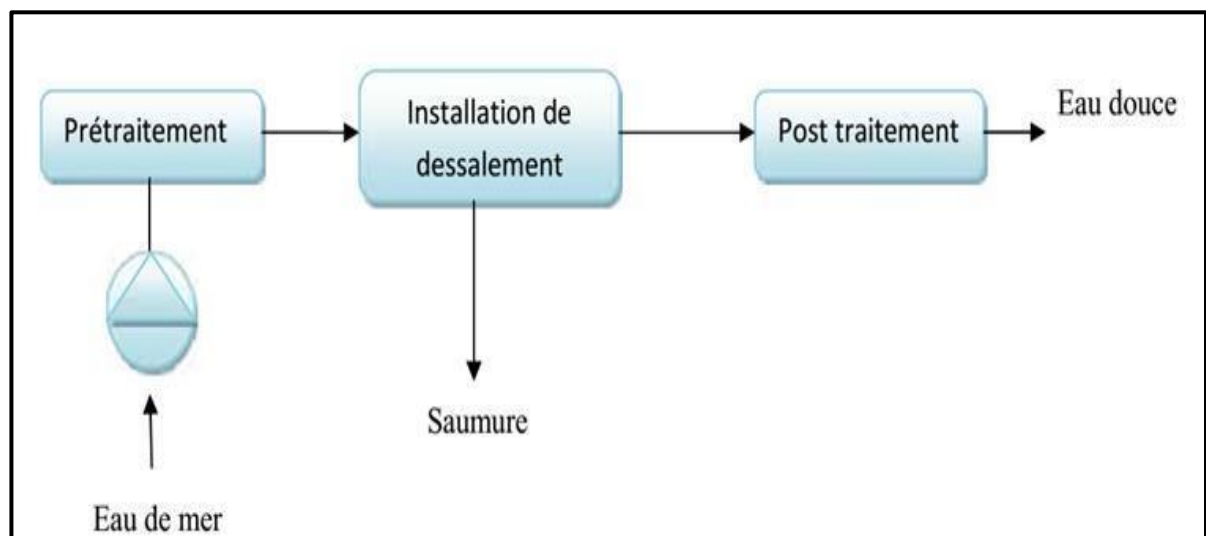 Prétraitement
Installation de
dessalement
Post traitement
Eau douce
Saumure
Eau de mer